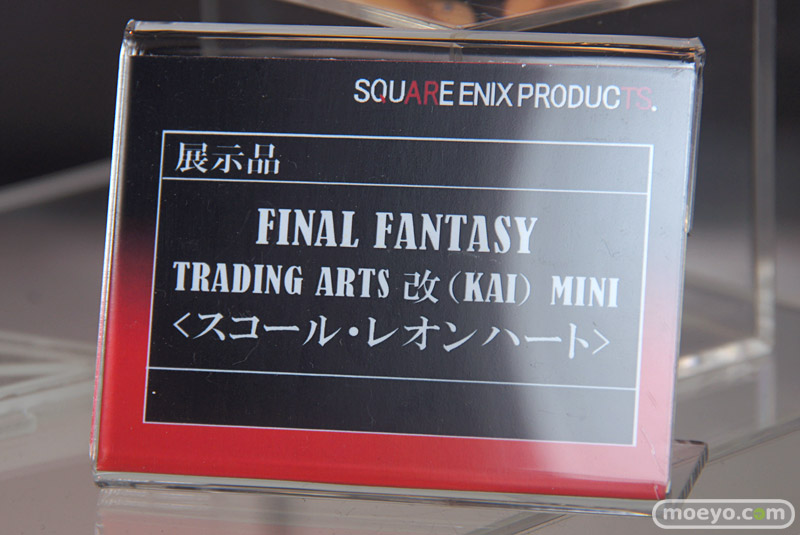 SQUARE ENIX PRODUCTS.
展示品
FINAL FANTASY
TRADING ARTS 改(KAI) MINI
<スコール・レオンハート>
moeyo.com